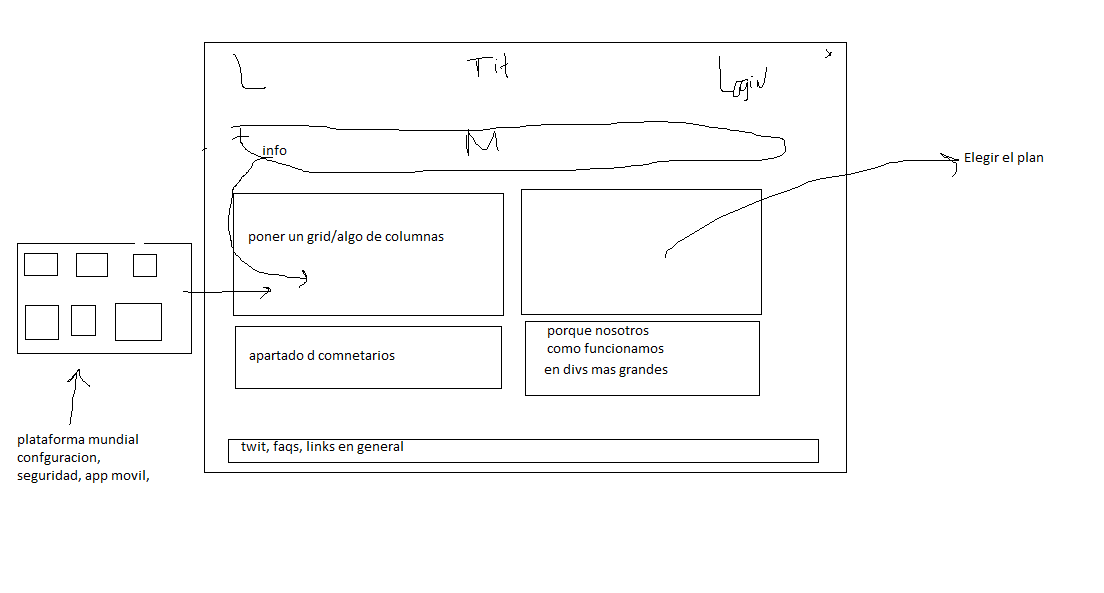 L
Tit
Login
M
info
Elegir el plan
poner un grid/algo de columnas
apartado d comnetarios
porque nosotros
como funcionamos
en divs mas grandes
plataforma mundial
confguracion,
seguridad, app movil,
twit, faqs, links en general